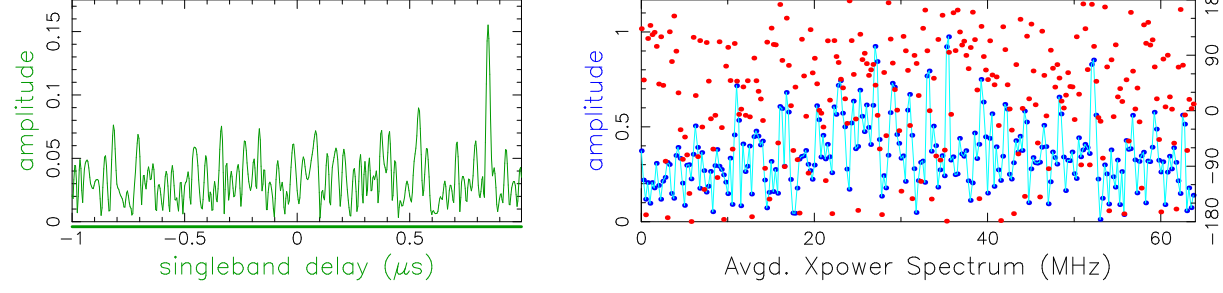 amplitude
0 0.05 0.1 0.15
−1 −0.5 0 0.5
singleband delay (μs)
amplitude
0 0.5 1
0 20 40 60
Avgd. Xpower Spectrum (MHz)
−180 −90 0 90